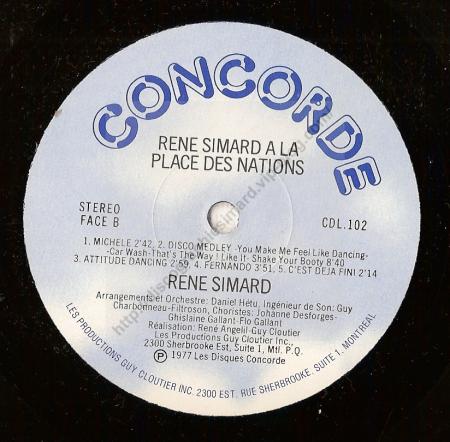 CONCORDE
RENE SIMARD A LA
PLACE DES NATIONS
STEREO
FACE B
CDL.102
1. MICHELE 2'42, 2. DISCO MEDLEY -You Make Me Feel Like Dancing-
-Car Wash-That's The Way I Like It- Shake Your Booty 8'40
3. ATTITUDE DANCING 2'59, 4. FERNANDO 3'51, 5. C'EST DEJA FINI 2'14
RENE SIMARD
Arrangements et Orchestre: Daniel Hétu, Ingénieur de Son: Guy
Charbonneau-Filtroson, Choristes: Johanne Desforges-
Ghislaine Gallant-Flo Gallant
Réalisation: René Angelil-Guy Cloutier
Les Productions Guy Cloutier Inc.,
2300 Sherbrooke Est, Suite 1, Mtl. P.Q.
Ⓟ 1977 Les Disques Concorde
LES PRODUCTIONS GUY CLOUTIER INC. 2300 EST, RUE SHERBROOKE, SUITE 1, MONTREAL